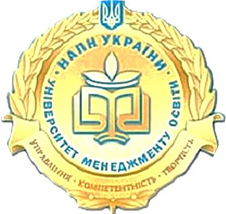 НАПН УКРАЇНИ
УНІВЕРСИТЕТ МЕНЕДЖМЕНТУ ОСВІТИ
УПРАВЛІННЯ · КОМПЕТЕНТНІСТЬ · ТВОРЧІСТЬ